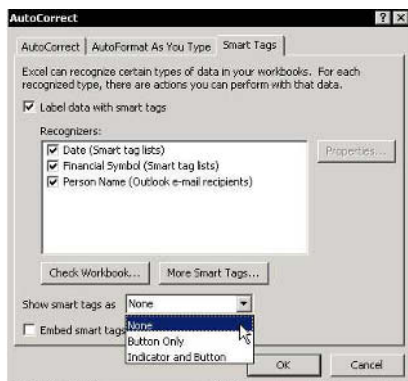 AutoCorrect
AutoCorrect AutoFormat As You Type Smart Tags
Excel can recognize certain types of data in your workbooks. For each
recognized type, there are actions you can perform with that data.
Label data with smart tags
Recognizers:
Date (Smart tag lists)
Financial Symbol (Smart tag lists)
Person Name (Outlook e-mail recipients)
Properties...
Check Workbook... More Smart Tags...
Show smart tags as None
None
Embed smart tags
Button Only
Indicator and Button
OK Cancel